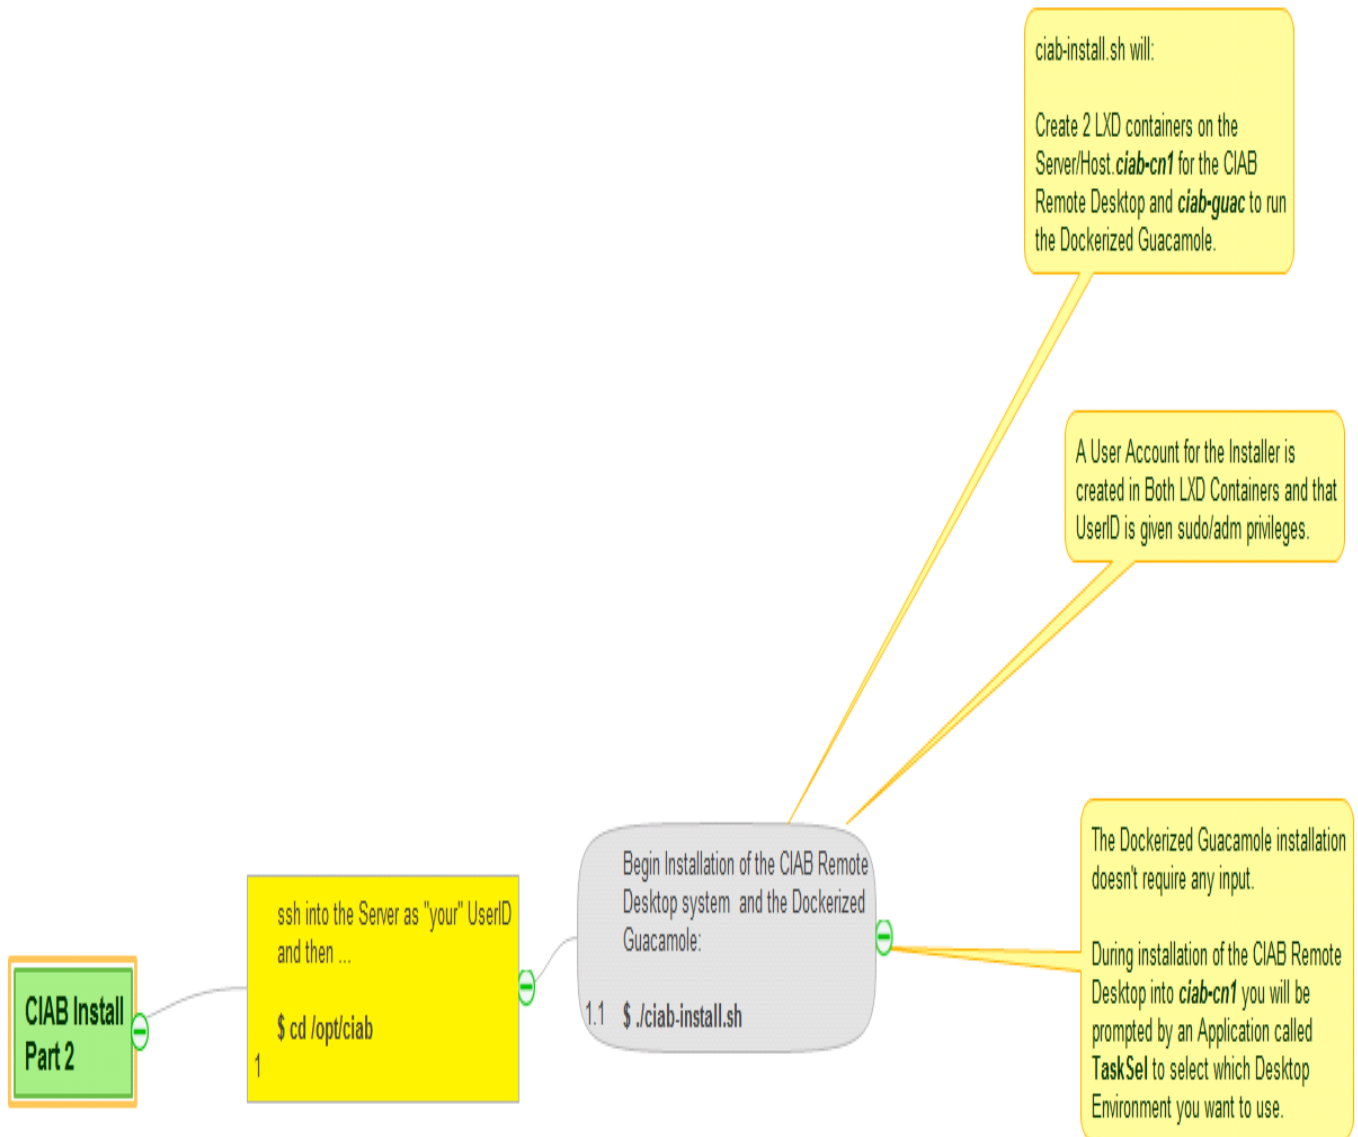 CIAB Install
Part 2
ssh into the Server as "your" UserID
and then ...
$ cd /opt/ciab
1
Begin Installation of the CIAB Remote
Desktop system and the Dockerized
Guacamole:
1.1 $ ./ciab-install.sh
ciab-install.sh will:
Create 2 LXD containers on the
Server/Host.ciab-cn1 for the CIAB
Remote Desktop and ciab-guac to run
the Dockerized Guacamole.
A User Account for the Installer is
created in Both LXD Containers and that
UserID is given sudo/adm privileges.
The Dockerized Guacamole installation
doesn't require any input.
During installation of the CIAB Remote
Desktop into ciab-cn1 you will be
prompted by an Application called
TaskSel to select which Desktop
Environment you want to use.